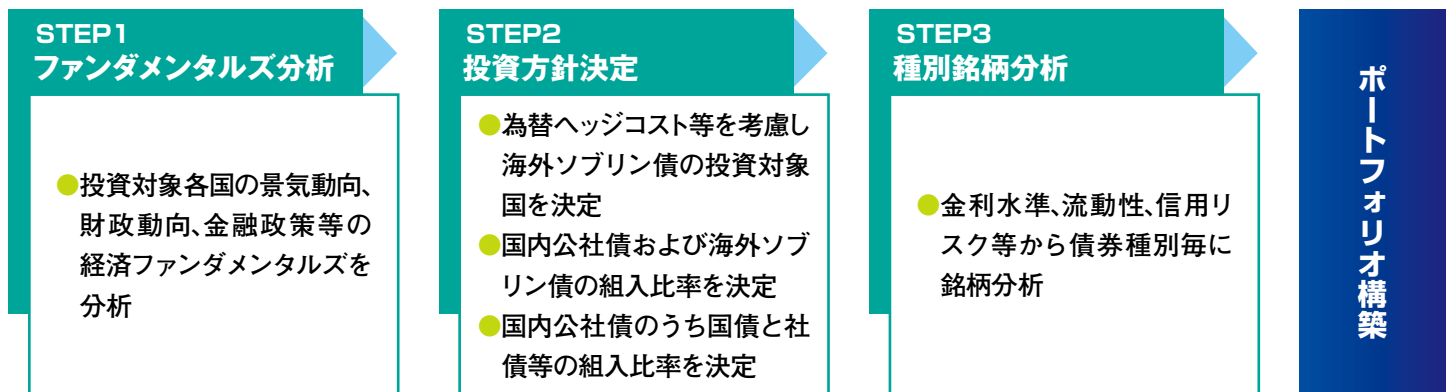 STEP1
ファンダメンタルズ分析
●投資対象各国の景気動向、
財政動向、金融政策等の
経済ファンダメンタルズを
分析
STEP2
投資方針決定
●為替ヘッジコスト等を考慮し
海外ソブリン債の投資対象
国を決定
●国内公社債および海外ソブ
リン債の組入比率を決定
●国内公社債のうち国債と社
債等の組入比率を決定
STEP3
種別銘柄分析
●金利水準、流動性、信用リ
スク等から債券種別毎に
銘柄分析
ポートフォリオ構築